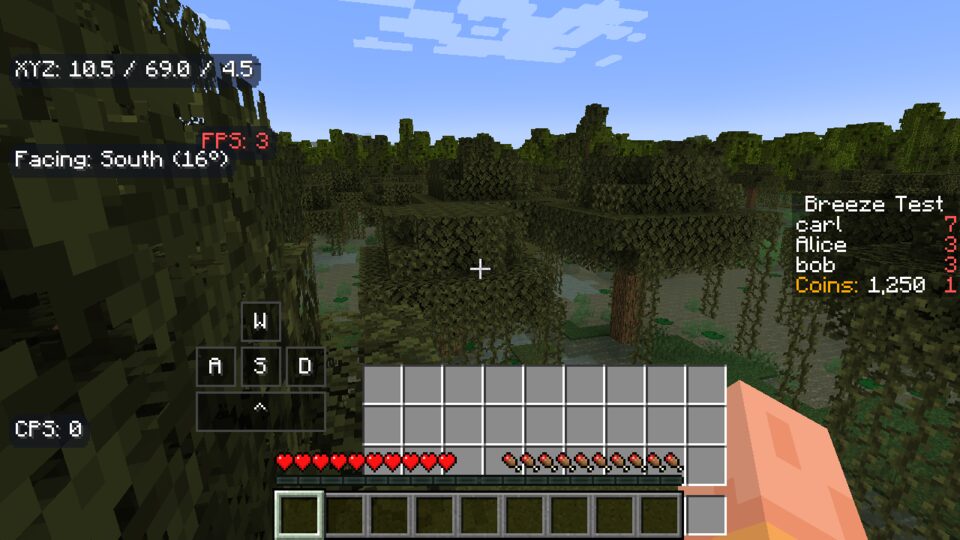 XYZ: 10.5 / 69.0 / 4.5
FPS: 3
Facing: South (16°)
Breeze Test
carl 7
Alice 3
bob 3
Coins: 1,250 1
W
A S D
^
CPS: 0